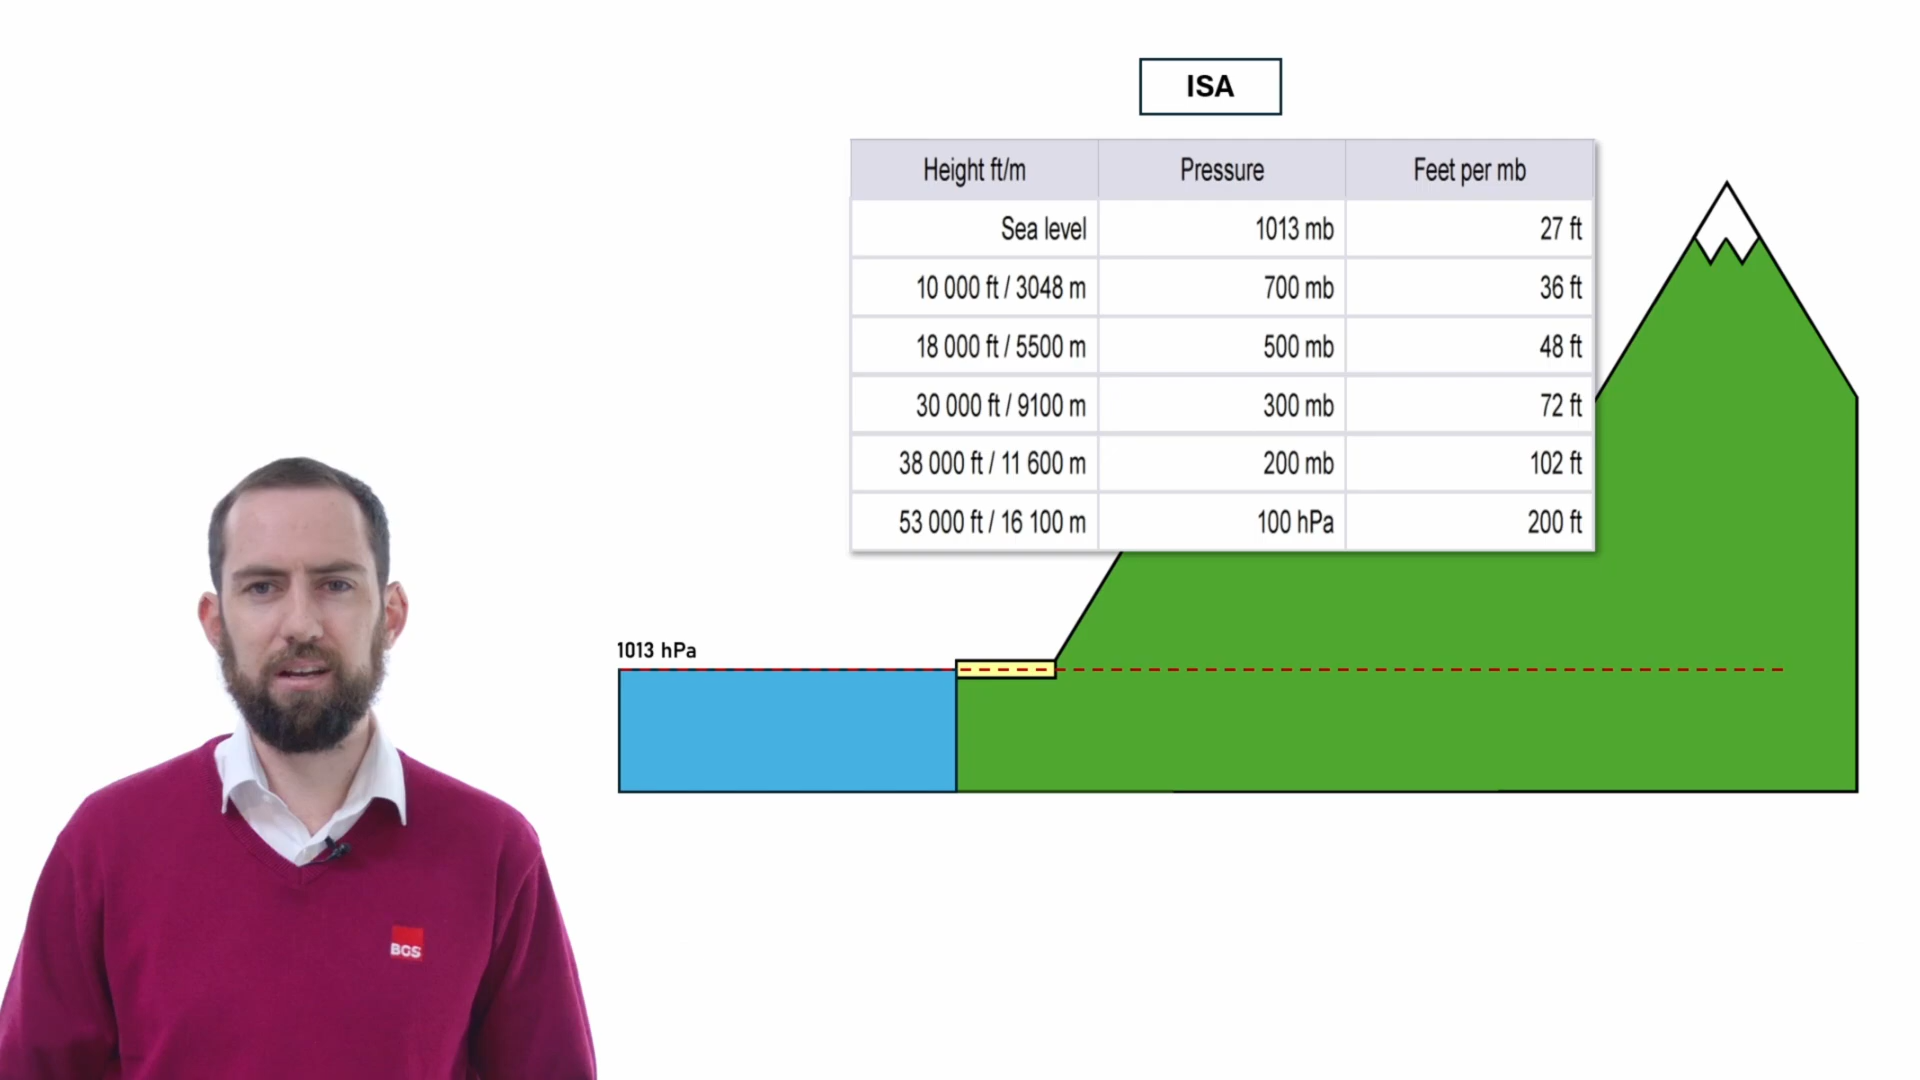 ISA
Height ft/m Pressure Feet per mb
Sea level 1013 mb 27 ft
10 000 ft / 3048 m 700 mb 36 ft
18 000 ft / 5500 m 500 mb 48 ft
30 000 ft / 9100 m 300 mb 72 ft
38 000 ft / 11 600 m 200 mb 102 ft
53 000 ft / 16 100 m 100 hPa 200 ft
1013 hPa
BGS